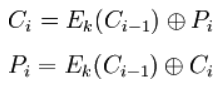 C_i = E_k(C_{i−1}) ⊕ P_i
P_i = E_k(C_{i−1}) ⊕ C_i